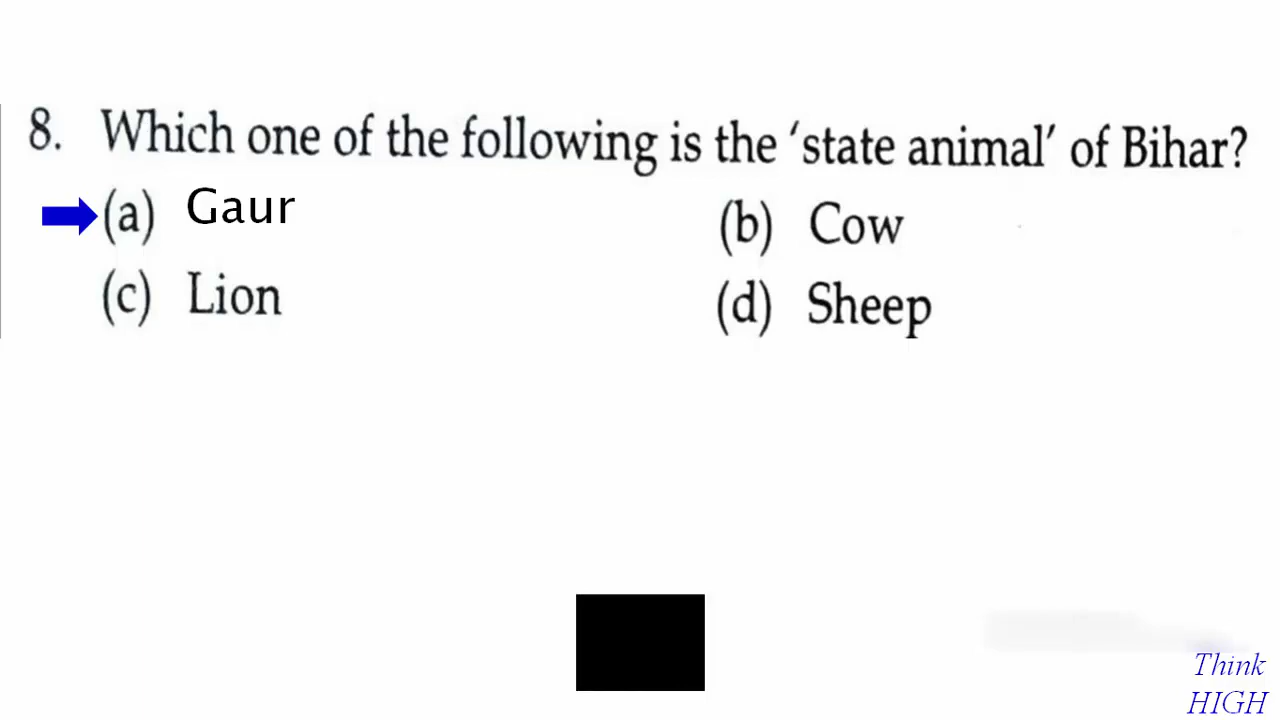 8. Which one of the following is the ‘state animal’ of Bihar?
(a) Gaur (b) Cow
(c) Lion (d) Sheep
Think
HIGH